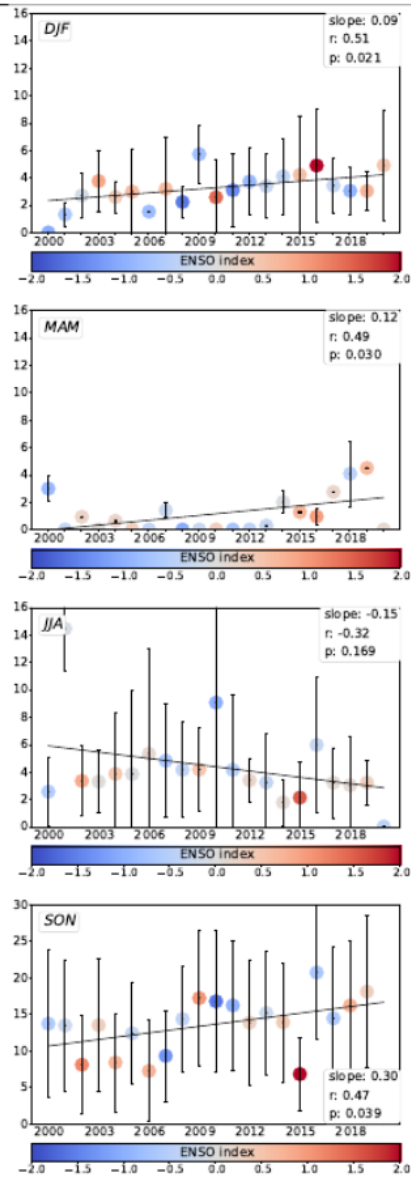 DJF
slope: 0.09
r: 0.51
p: 0.021
16
14
12
10
8
6
4
2
0
2000 2003 2006 2009 2012 2015 2018
ENSO index
−2.0 −1.5 −1.0 −0.5 0.0 0.5 1.0 1.5 2.0
MAM
slope: 0.12
r: 0.49
p: 0.030
16
14
12
10
8
6
4
2
0
2000 2003 2006 2009 2012 2015 2018
ENSO index
−2.0 −1.5 −1.0 −0.5 0.0 0.5 1.0 1.5 2.0
JJA
slope: -0.15
r: -0.32
p: 0.169
16
14
12
10
8
6
4
2
0
2000 2003 2006 2009 2012 2015 2018
ENSO index
−2.0 −1.5 −1.0 −0.5 0.0 0.5 1.0 1.5 2.0
SON
30
25
20
15
10
5
0
slope: 0.30
r: 0.47
p: 0.039
2000 2003 2006 2009 2012 2015 2018
ENSO index
−2.0 −1.5 −1.0 −0.5 0.0 0.5 1.0 1.5 2.0